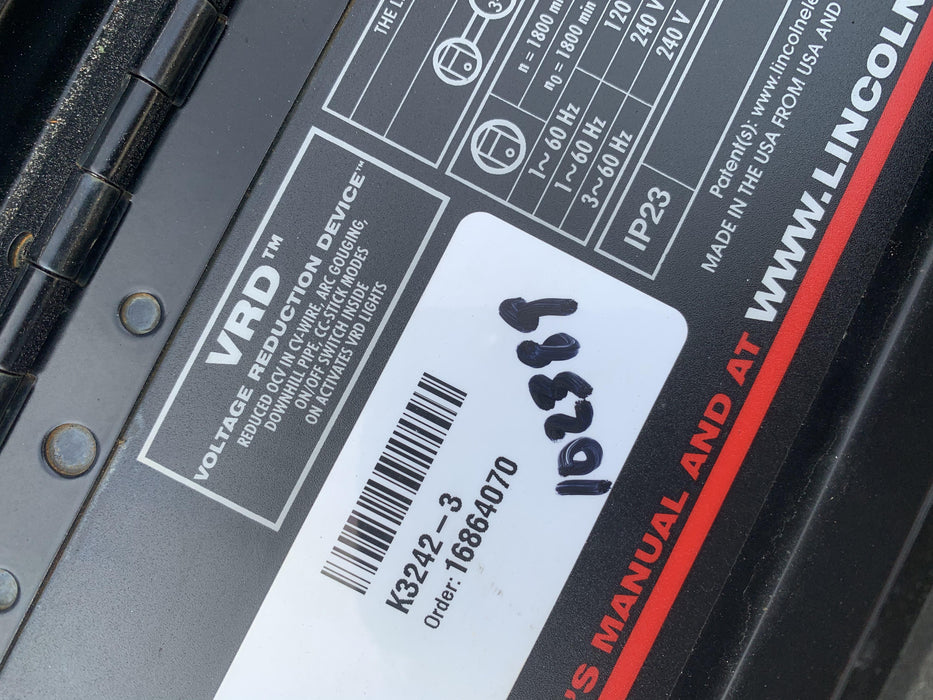 THE L
3~
n = 1800 m
n0 = 1800 min
120
240 V
240 V
1~ 60 Hz
1~ 60 Hz
3~ 60 Hz
IP23
Patent(s): www.lincolnele
MADE IN THE USA FROM USA AND
VRD™
VOLTAGE REDUCTION DEVICE™
REDUCED OCV IN CV-WIRE, ARC GOUGING,
DOWNHILL PIPE, CC-STICK MODES
ON/OFF SWITCH INSIDE
ON ACTIVATES VRD LIGHTS
K3242-3
Order: 16864070
'S MANUAL AND AT WWW.LINCOLN